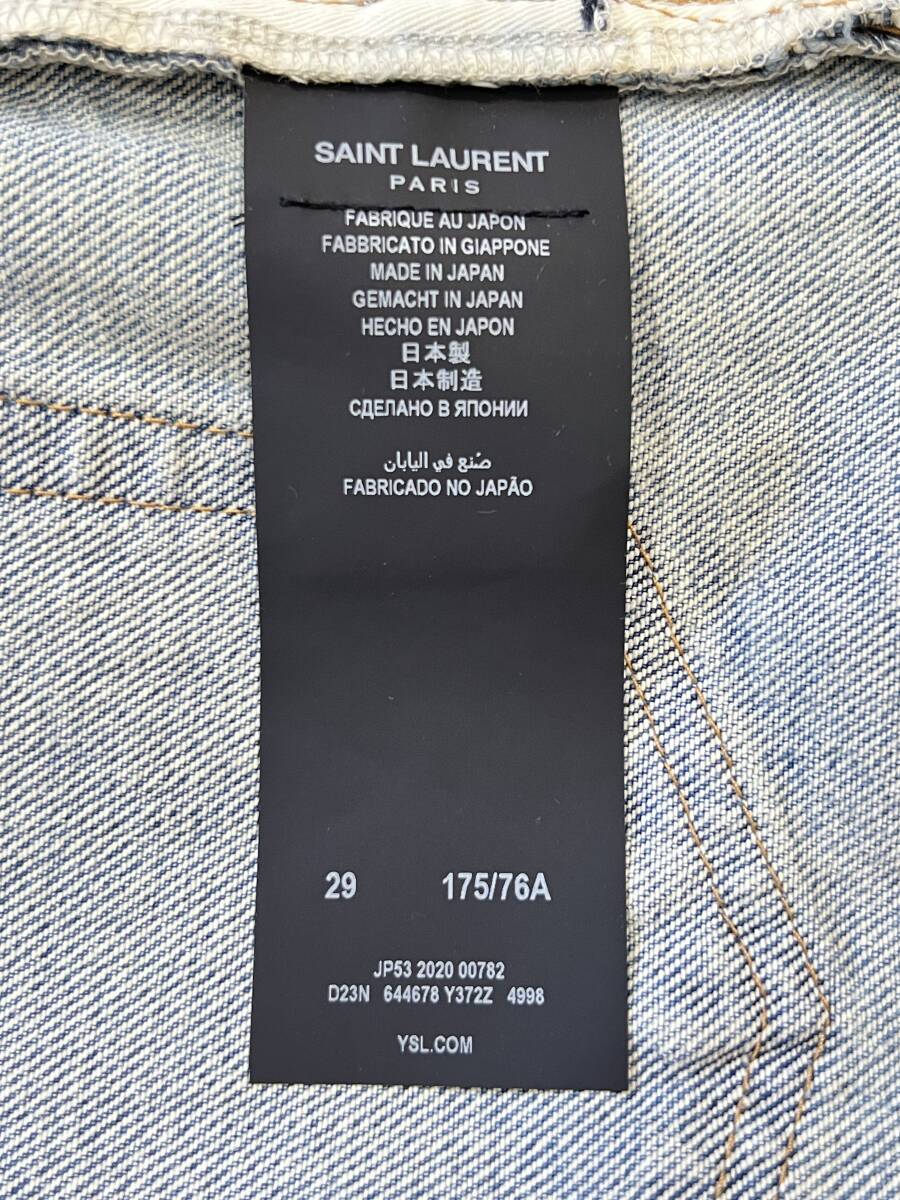 SAINT LAURENT
PARIS
FABRIQUE AU JAPON
FABBRICATO IN GIAPPONE
MADE IN JAPAN
GEMACHT IN JAPAN
HECHO EN JAPON
日本製
日本制造
СДЕЛАНО В ЯПОНИИ
صُنع في اليابان
FABRICADO NO JAPÃO
29 175/76A
JP53 2020 00782
D23N 644678 Y372Z 4998
YSL.COM